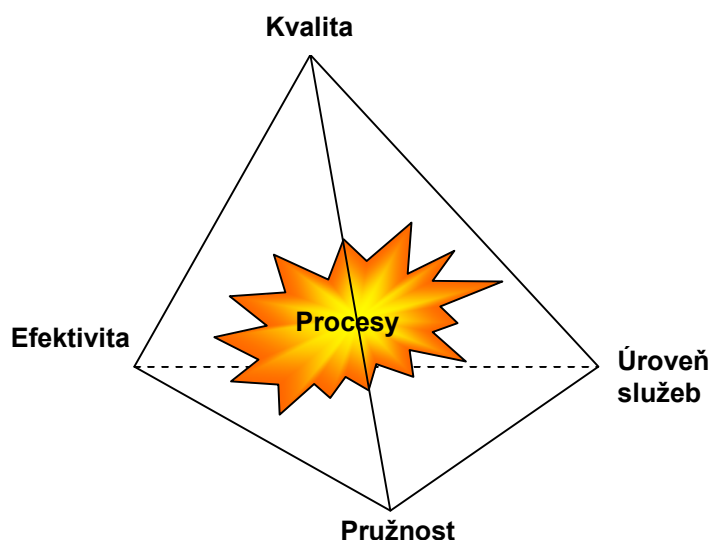 Kvalita
Procesy
Efektivita
Úroveň
služeb
Pružnost